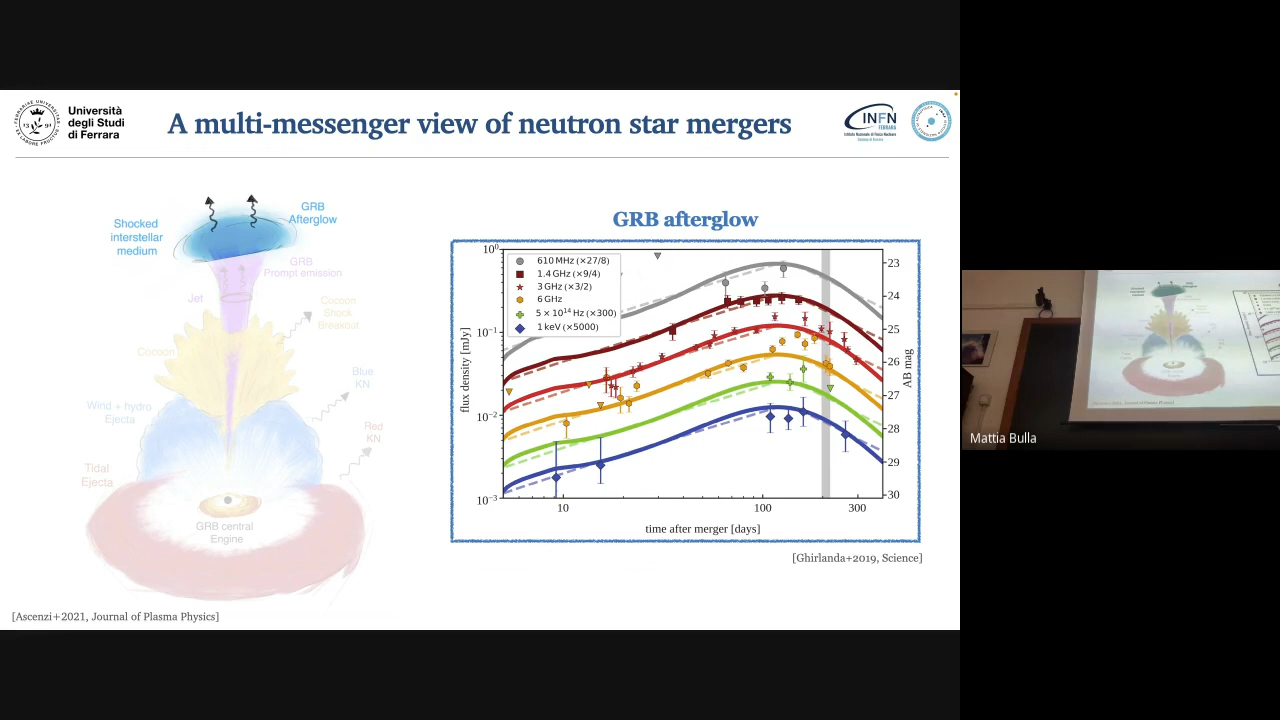 Università
degli Studi
di Ferrara
A multi-messenger view of neutron star mergers
INFN
FERRARA
Istituto Nazionale di Fisica Nucleare
Shocked
interstellar
medium
GRB
Afterglow
GRB
Prompt emission
Jet
Cocoon
Shock
Breakout
Cocoon
Blue
KN
Wind + hydro
Ejecta
Red
KN
Tidal
Ejecta
GRB central
Engine
[Ascenzi+2021, Journal of Plasma Physics]
GRB afterglow
610 MHz (×27/8)
1.4 GHz (×9/4)
3 GHz (×3/2)
6 GHz
5 × 10¹⁴ Hz (×300)
1 keV (×5000)
10⁰
10⁻¹
10⁻²
10⁻³
flux density [mJy]
23
24
25
26
27
28
29
30
AB mag
10
100
300
time after merger [days]
[Ghirlanda+2019, Science]
Mattia Bulla